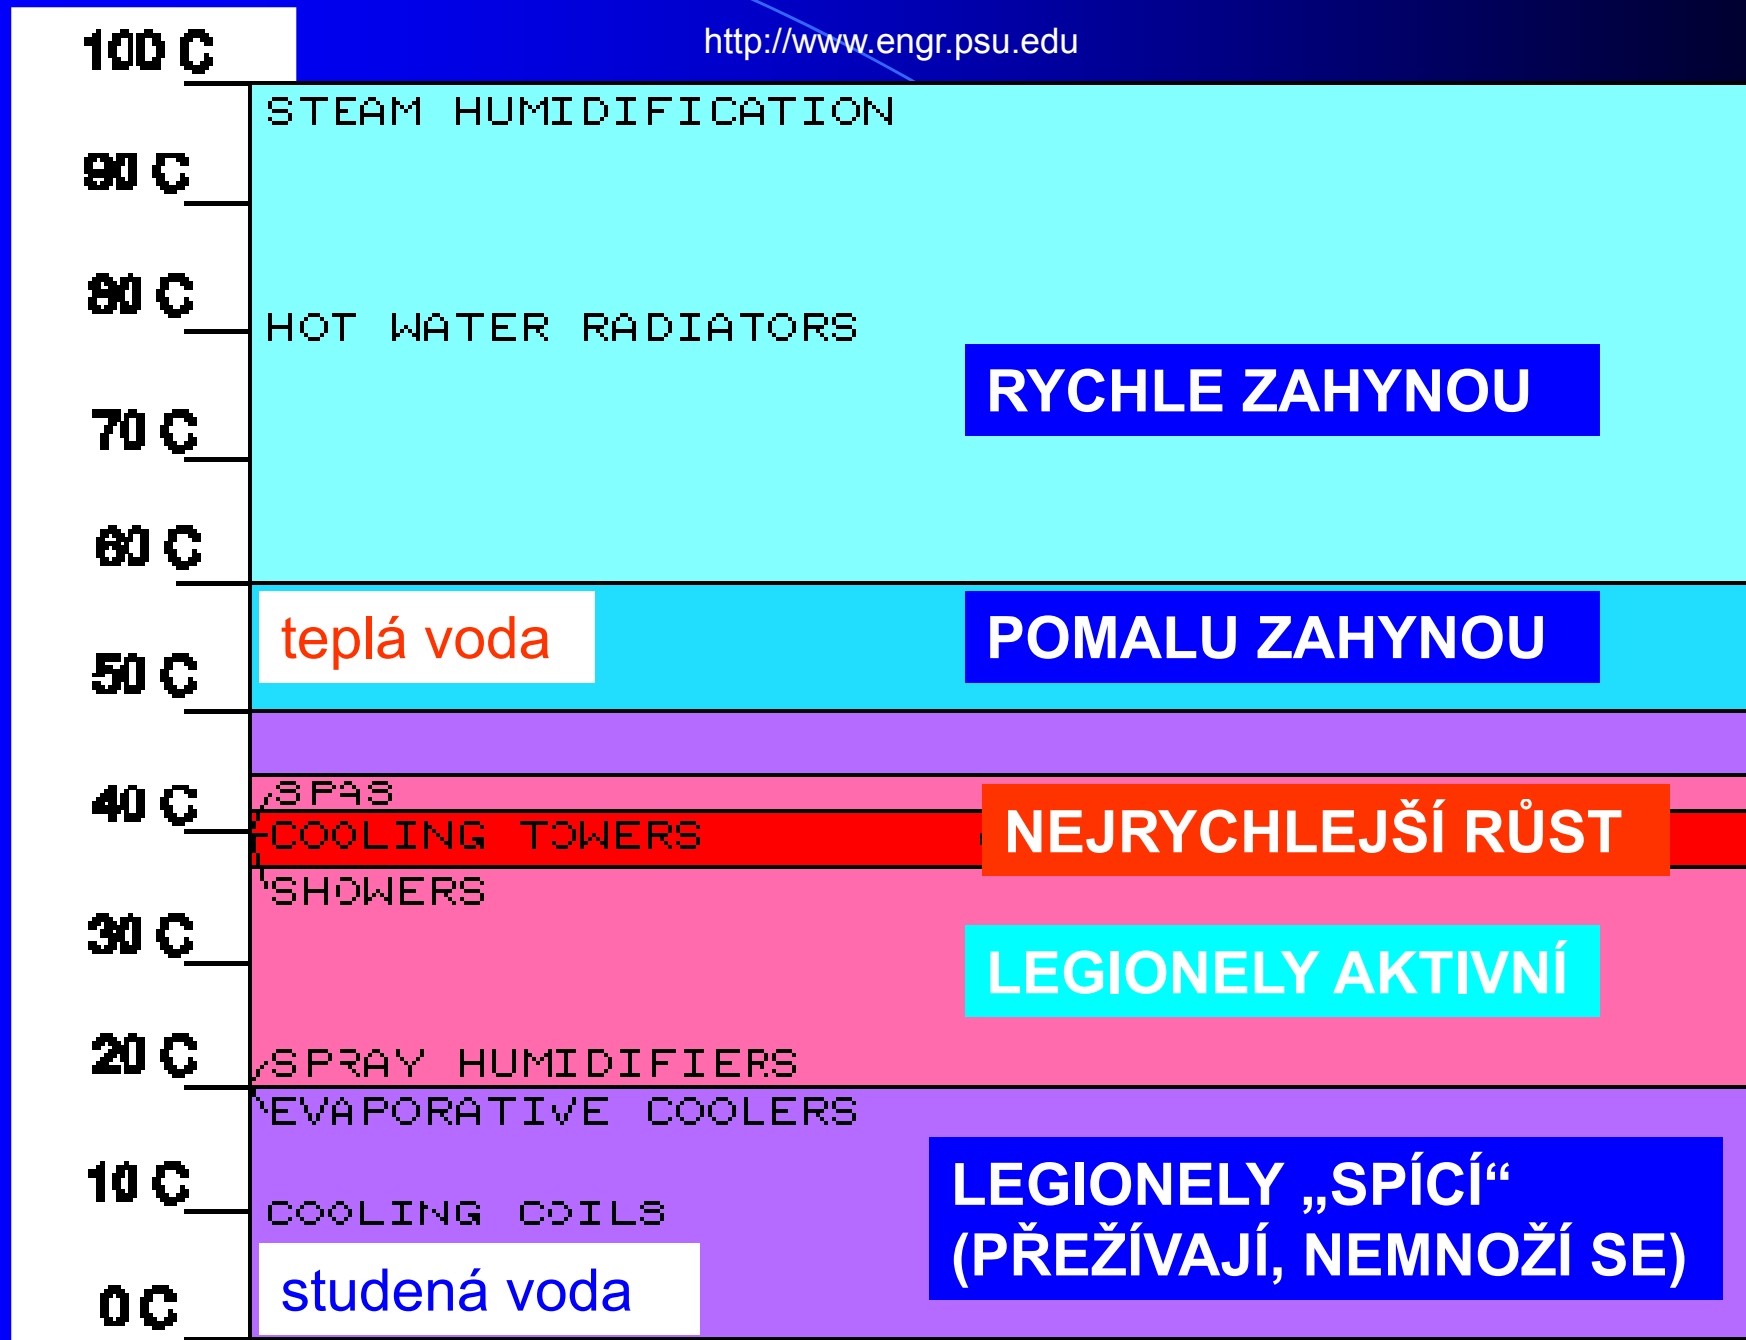 http://www.engr.psu.edu
100 C
STEAM HUMIDIFICATION
90 C
80 C
HOT WATER RADIATORS
RYCHLE ZAHYNOU
70 C
60 C
teplá voda
POMALU ZAHYNOU
50 C
SPAS
40 C
COOLING TOWERS
NEJRYCHLEJŠÍ RŮST
SHOWERS
30 C
LEGIONELY AKTIVNÍ
20 C
SPRAY HUMIDIFIERS
EVAPORATIVE COOLERS
10 C
COOLING COILS
LEGIONELY „SPÍCÍ“
(PŘEŽÍVAJÍ, NEMNOŽÍ SE)
studená voda
0 C